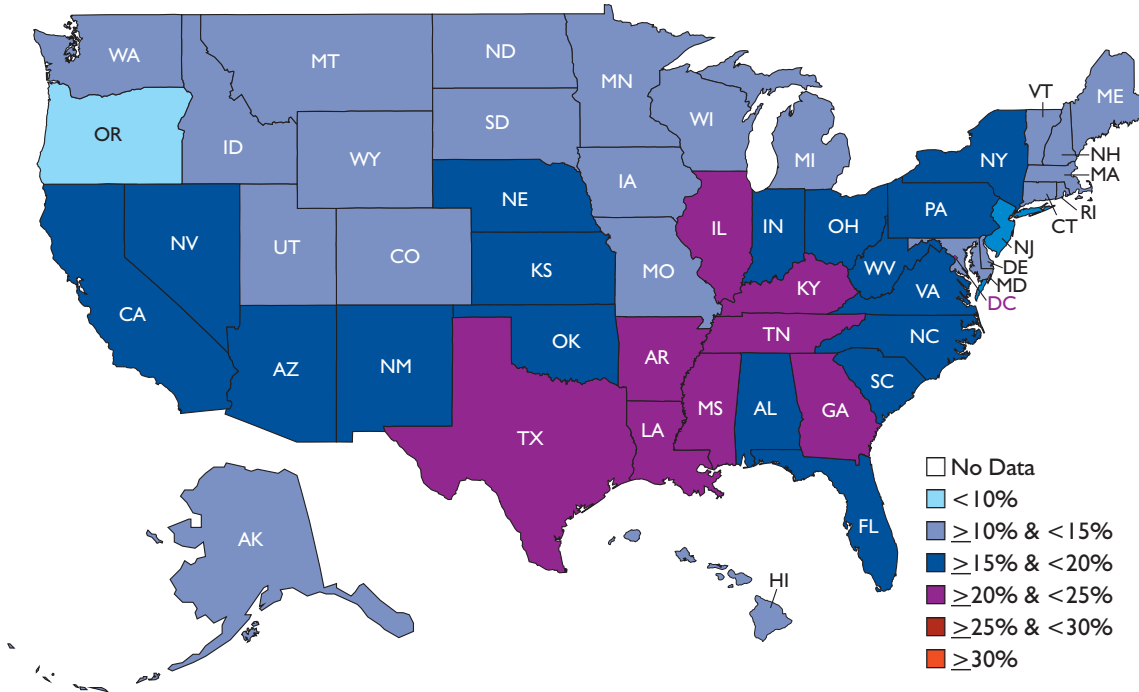 WA
MT
ND
MN
OR
ID
WY
SD
WI
MI
VT
ME
NH
MA
RI
CT
NY
NJ
PA
DE
MD
DC
CA
NV
UT
CO
NE
IA
KS
MO
IL
IN
OH
WV
VA
KY
TN
NC
SC
AZ
NM
OK
AR
TX
LA
MS
AL
GA
FL
AK
HI
No Data
<10%
≥10% & <15%
≥15% & <20%
≥20% & <25%
≥25% & <30%
≥30%